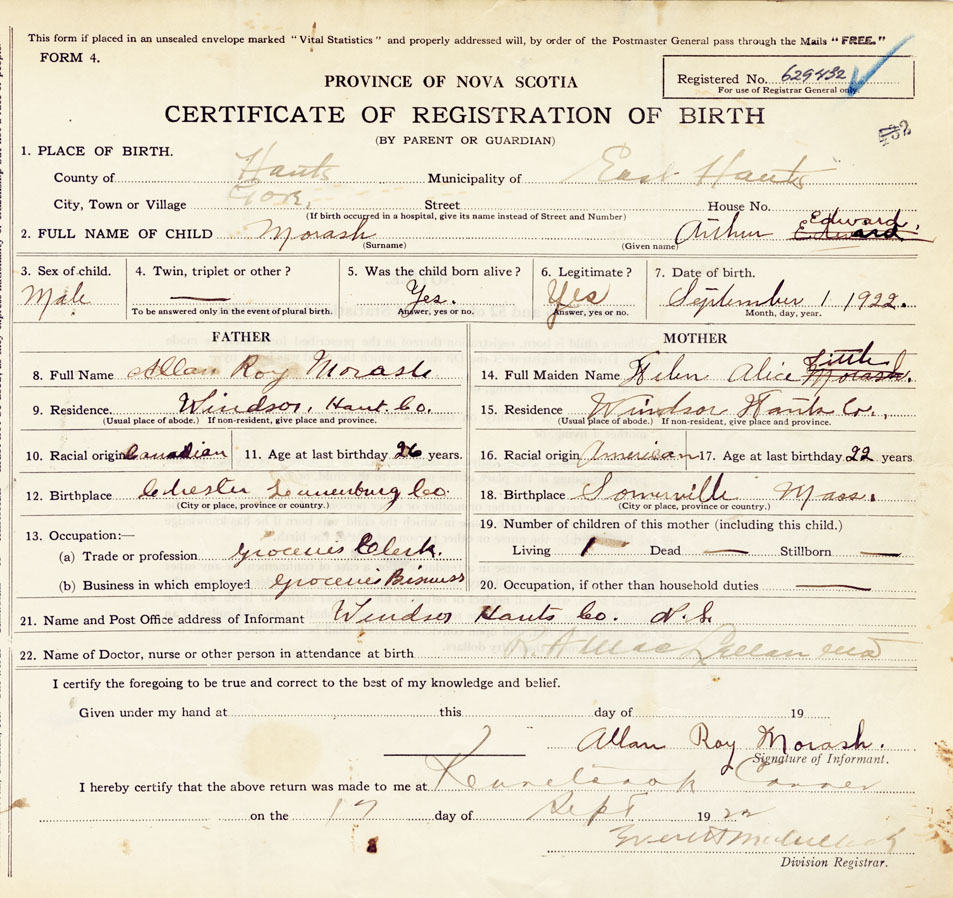 This form if placed in an unsealed envelope marked "Vital Statistics" and properly addressed will, by order of the Postmaster General pass through the Mails "FREE."
FORM 4.
PROVINCE OF NOVA SCOTIA
Registered No. 629432
For use of Registrar General only.
CERTIFICATE OF REGISTRATION OF BIRTH
(BY PARENT OR GUARDIAN)
432
1. PLACE OF BIRTH.
County of Hants Municipality of East Hants
City, Town or Village Gore, Street House No.
(If birth occurred in a hospital, give its name instead of Street and Number)
2. FULL NAME OF CHILD Morash Arthur Edward Edward
(Surname) (Given name)
3. Sex of child. 4. Twin, triplet or other? 5. Was the child born alive? 6. Legitimate? 7. Date of birth.
Male — Yes. Yes September 1 1922.
To be answered only in the event of plural birth. Answer, yes or no. Answer, yes or no. Month, day, year.
FATHER
8. Full Name Allan Roy Morash
9. Residence. Windsor, Hant. Co.
(Usual place of abode.) If non-resident, give place and province.
10. Racial origin Canadian 11. Age at last birthday 26 years.
12. Birthplace Chester Lunenburg Co.
(City or place, province or country.)
13. Occupation:—
(a) Trade or profession Groceries Clerk.
(b) Business in which employed Groceries Bisness
MOTHER
14. Full Maiden Name Helen Alice Little Morash.
15. Residence Windsor Hants Co.,
(Usual place of abode.) If non-resident, give place and province.
16. Racial origin American 17. Age at last birthday 22 years
18. Birthplace Somerville Mass.
(City or place, province or country.)
19. Number of children of this mother (including this child.)
Living 1 Dead — Stillborn —
20. Occupation, if other than household duties —
21. Name and Post Office address of Informant Windsor Hants Co. N.S.
22. Name of Doctor, nurse or other person in attendance at birth R. A. MacLellan MD
I certify the foregoing to be true and correct to the best of my knowledge and belief.
Given under my hand at this day of 19
Allan Roy Morash.
Signature of Informant.
I hereby certify that the above return was made to me at Kennetcook Corner
on the 17 day of Sept 1922
Everett McCulloch
Division Registrar.